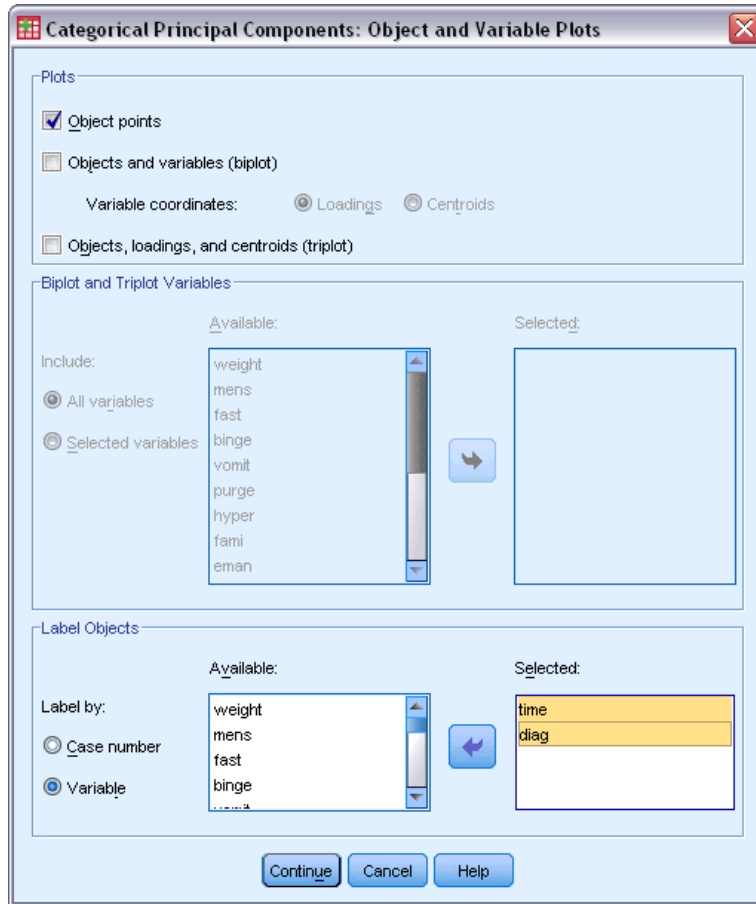 Categorical Principal Components: Object and Variable Plots
Plots
Object points
Objects and variables (biplot)
Variable coordinates: Loadings Centroids
Objects, loadings, and centroids (triplot)
Biplot and Triplot Variables
Available:
Selected:
Include:
All variables
Selected variables
weight
mens
fast
binge
vomit
purge
hyper
fami
eman
Label Objects
Available:
Selected:
Label by:
Case number
Variable
weight
mens
fast
binge
vomit
time
diag
Continue Cancel Help